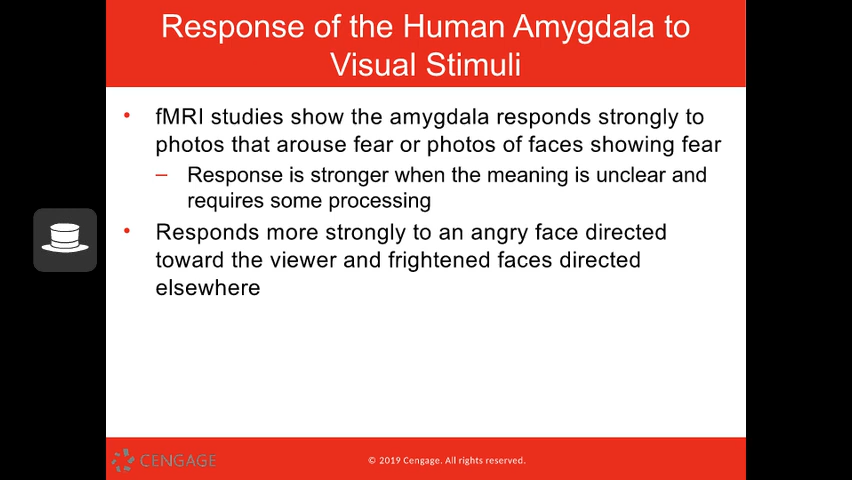 Response of the Human Amygdala to
Visual Stimuli
• fMRI studies show the amygdala responds strongly to
photos that arouse fear or photos of faces showing fear
– Response is stronger when the meaning is unclear and
requires some processing
• Responds more strongly to an angry face directed
toward the viewer and frightened faces directed
elsewhere
CENGAGE
© 2019 Cengage. All rights reserved.